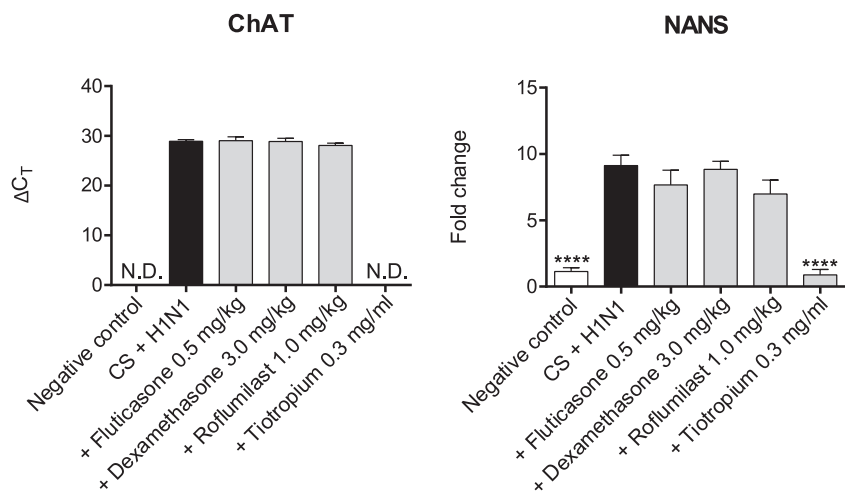 ChAT
40
30
20
10
0
ΔCT
N.D.
N.D.
Negative control
CS + H1N1
+ Fluticasone 0.5 mg/kg
+ Dexamethasone 3.0 mg/kg
+ Roflumilast 1.0 mg/kg
+ Tiotropium 0.3 mg/ml
NANS
15
10
5
0
Fold change
****
****
Negative control
CS + H1N1
+ Fluticasone 0.5 mg/kg
+ Dexamethasone 3.0 mg/kg
+ Roflumilast 1.0 mg/kg
+ Tiotropium 0.3 mg/ml